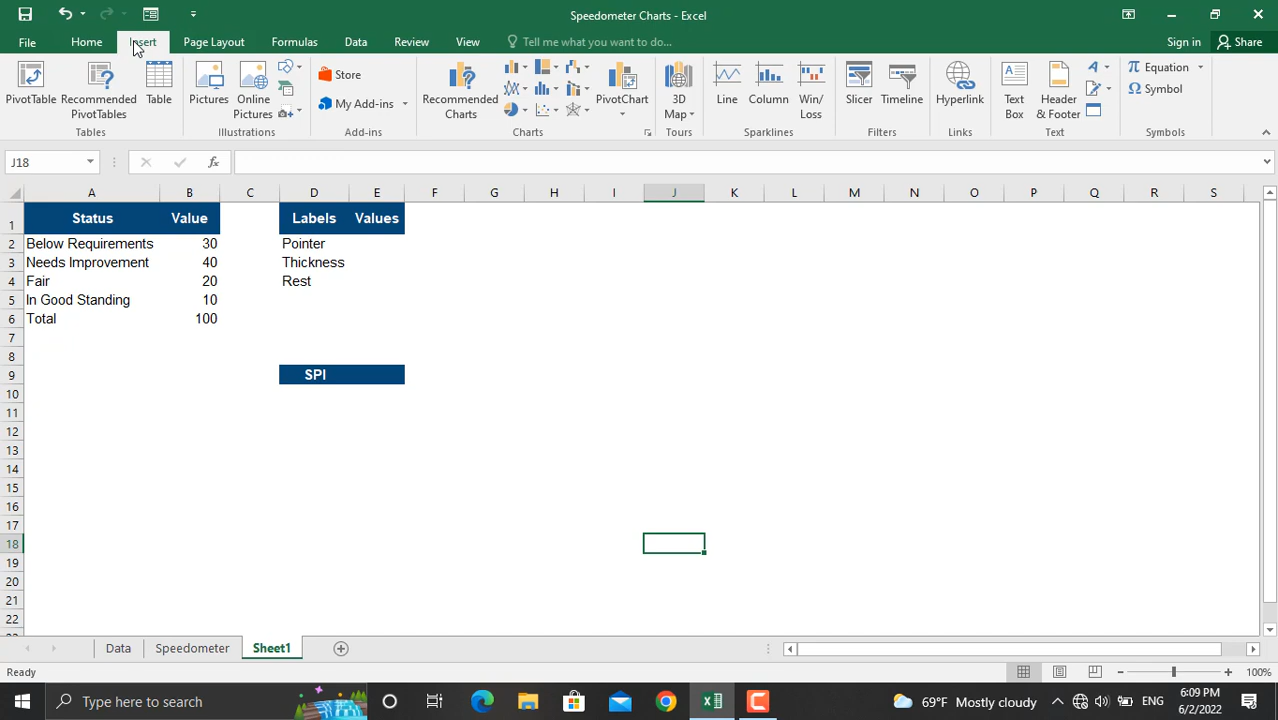 Speedometer Charts - Excel
File Home Insert Page Layout Formulas Data Review View Tell me what you want to do... Sign in Share
PivotTable Recommended PivotTables Table Pictures Online Pictures Store My Add-ins Recommended Charts PivotChart 3D Map Line Column Win/Loss Slicer Timeline Hyperlink Text Box Header & Footer Equation Symbol
Tables Illustrations Add-ins Charts Tours Sparklines Filters Links Text Symbols
J18 fx
A B C D E F G H I J K L M N O P Q R S
1 Status Value Labels Values
2 Below Requirements 30 Pointer
3 Needs Improvement 40 Thickness
4 Fair 20 Rest
5 In Good Standing 10
6 Total 100
7
8
9 SPI
10
11
12
13
14
15
16
17
18
19
20
21
22
Data Speedometer Sheet1
Ready 100%
Type here to search 69°F Mostly cloudy ENG 6:09 PM
6/2/2022